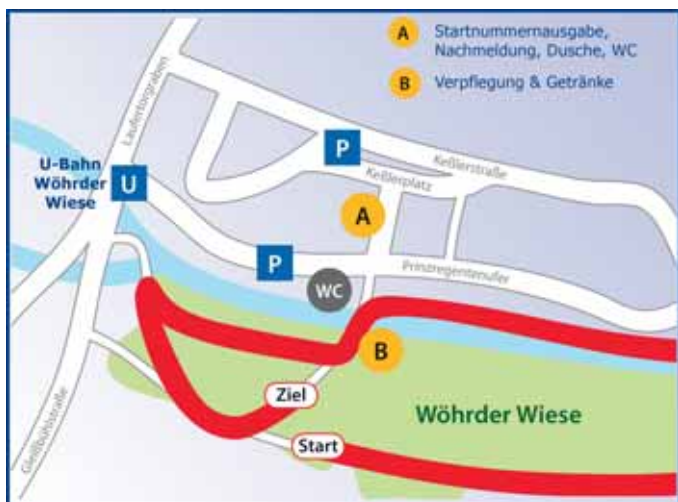 A Startnummernausgabe,
Nachmeldung, Dusche, WC
B Verpflegung & Getränke
Laufertorgraben
U-Bahn
Wöhrder
Wiese
U
P
Keßlerstraße
Keßlerplatz
A
P
Prinzregentenufer
WC
B
Ziel
Wöhrder Wiese
Start
Gleißbühlstraße